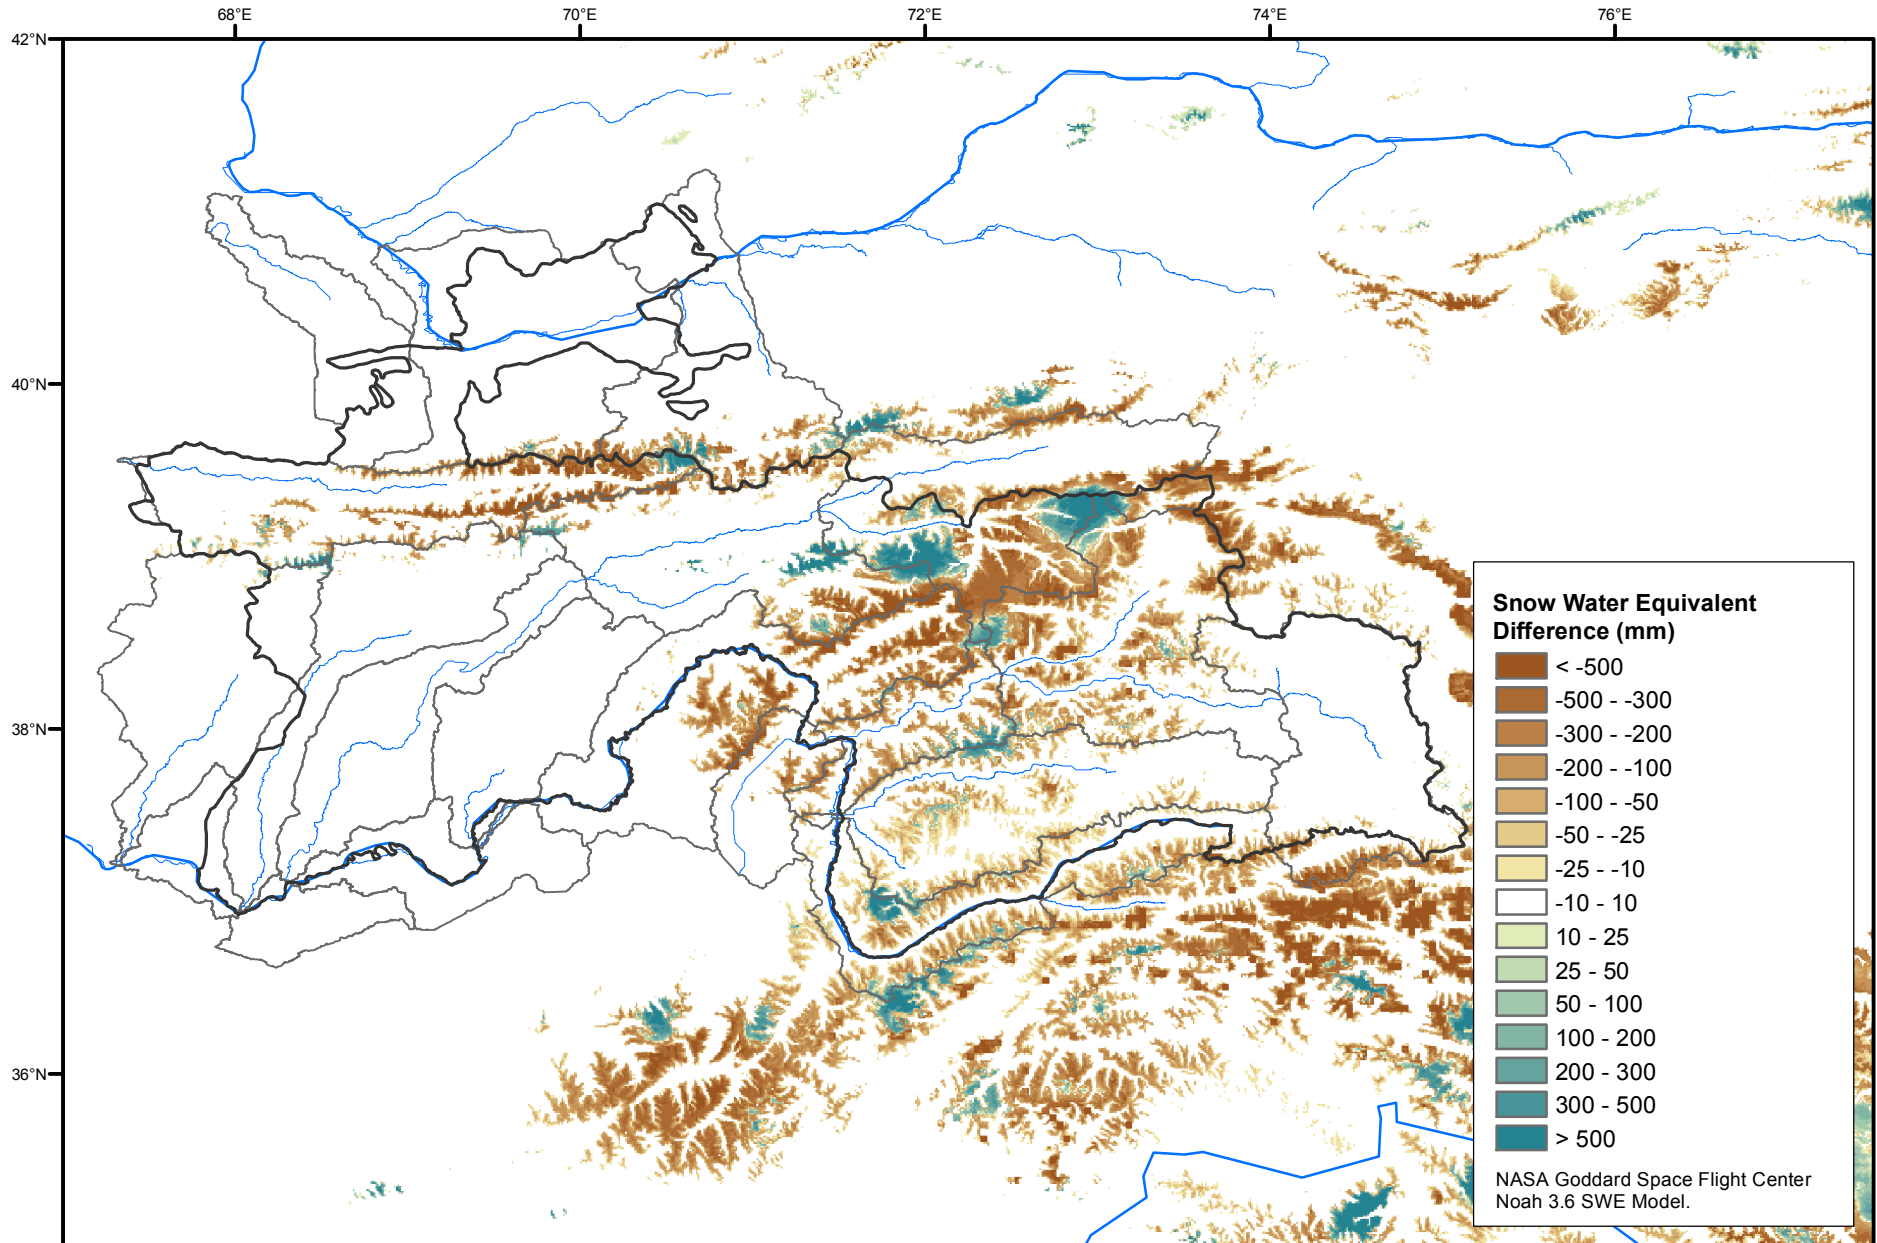 68°E
70°E
72°E
74°E
76°E
42°N
40°N
38°N
36°N
Snow Water Equivalent
Difference (mm)
< -500
-500 - -300
-300 - -200
-200 - -100
-100 - -50
-50 - -25
-25 - -10
-10 - 10
10 - 25
25 - 50
50 - 100
100 - 200
200 - 300
300 - 500
> 500
NASA Goddard Space Flight Center
Noah 3.6 SWE Model.